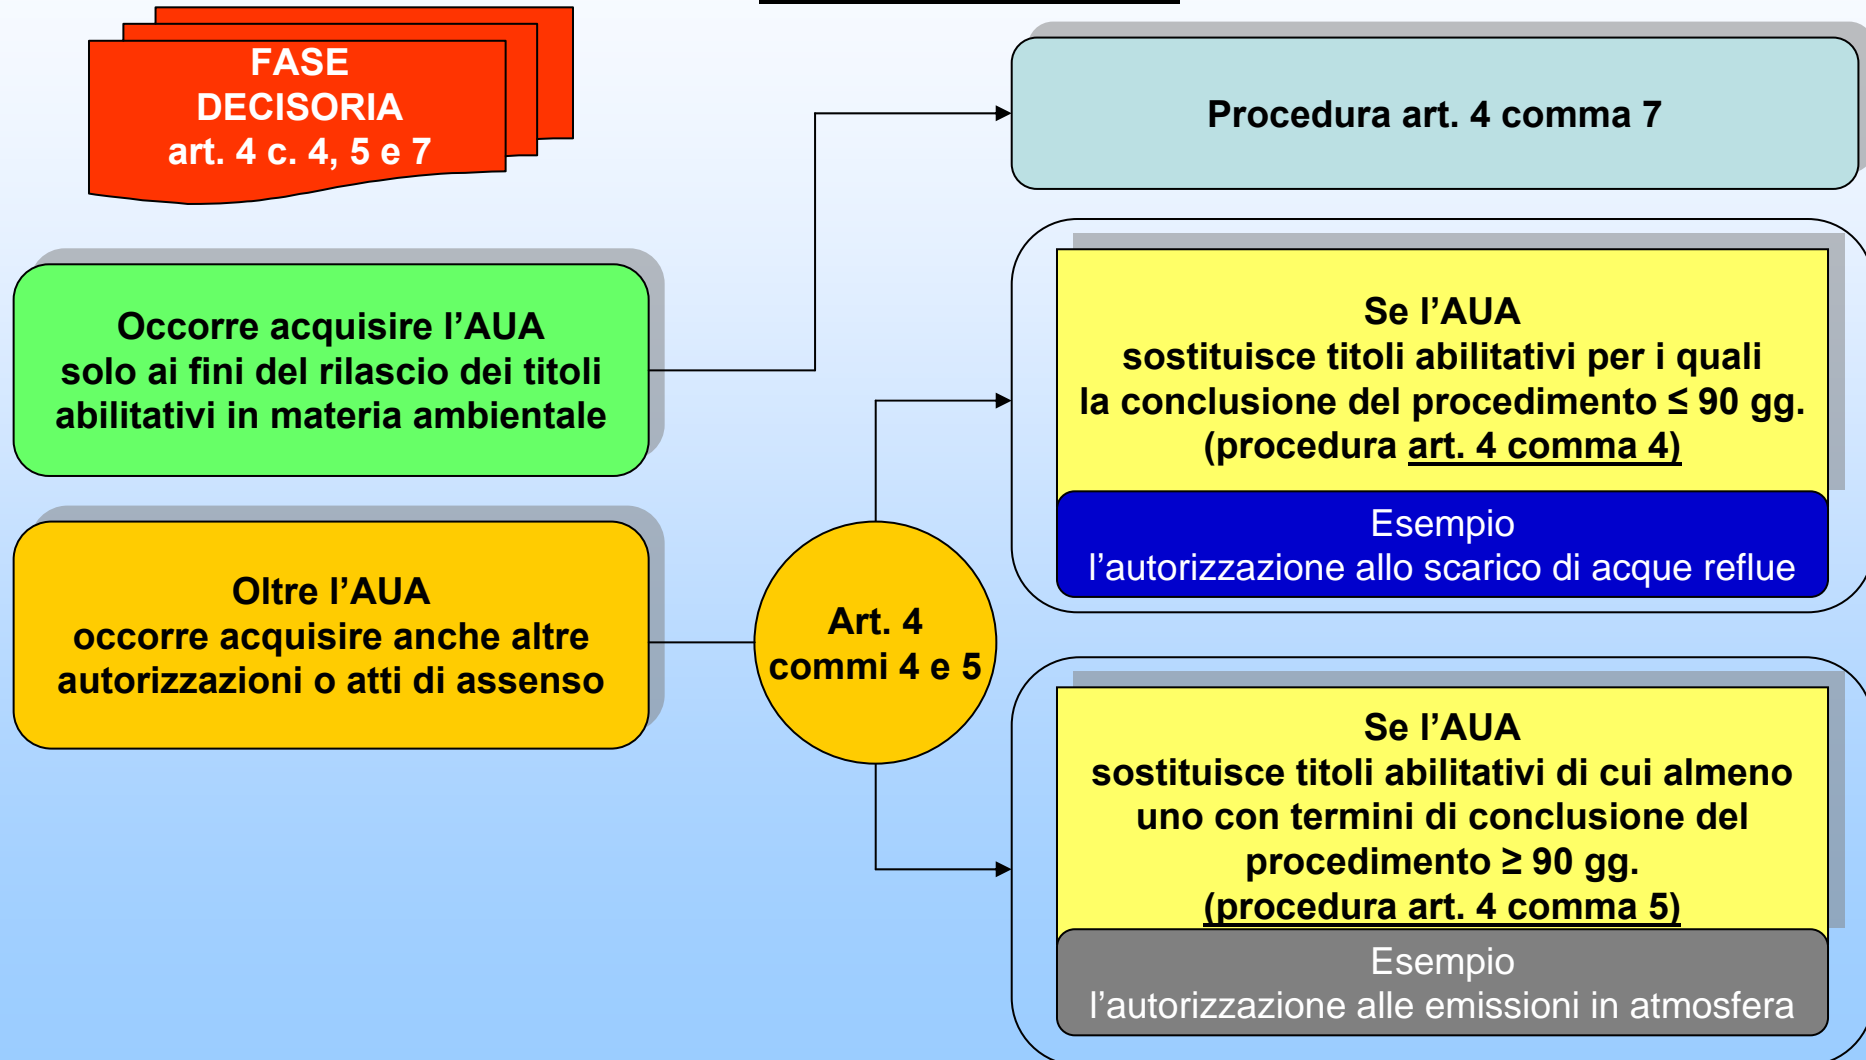 FASE
DECISORIA
art. 4 c. 4, 5 e 7
Procedura art. 4 comma 7
Occorre acquisire l’AUA
solo ai fini del rilascio dei titoli
abilitativi in materia ambientale
Se l’AUA
sostituisce titoli abilitativi per i quali
la conclusione del procedimento ≤ 90 gg.
(procedura art. 4 comma 4)
Esempio
l’autorizzazione allo scarico di acque reflue
Oltre l’AUA
occorre acquisire anche altre
autorizzazioni o atti di assenso
Art. 4
commi 4 e 5
Se l’AUA
sostituisce titoli abilitativi di cui almeno
uno con termini di conclusione del
procedimento ≥ 90 gg.
(procedura art. 4 comma 5)
Esempio
l’autorizzazione alle emissioni in atmosfera